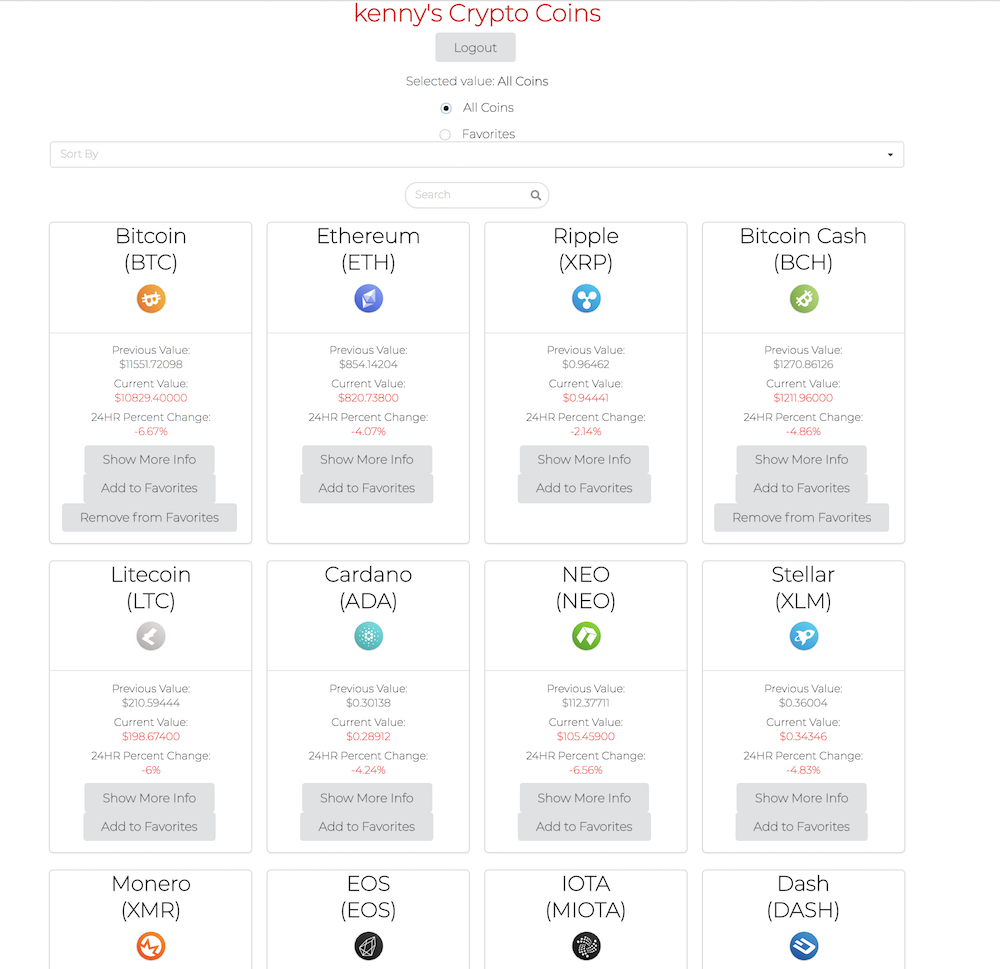 kenny's Crypto Coins
Logout
Selected value: All Coins
All Coins
Favorites
Sort By
Search
Bitcoin
(BTC)
Previous Value:
$11551.72098
Current Value:
$10829.40000
24HR Percent Change:
-6.67%
Show More Info
Add to Favorites
Remove from Favorites
Ethereum
(ETH)
Previous Value:
$854.14204
Current Value:
$820.73800
24HR Percent Change:
-4.07%
Show More Info
Add to Favorites
Ripple
(XRP)
Previous Value:
$0.96462
Current Value:
$0.94441
24HR Percent Change:
-2.14%
Show More Info
Add to Favorites
Bitcoin Cash
(BCH)
Previous Value:
$1270.86126
Current Value:
$1211.96000
24HR Percent Change:
-4.86%
Show More Info
Add to Favorites
Remove from Favorites
Litecoin
(LTC)
Previous Value:
$210.59444
Current Value:
$198.67400
24HR Percent Change:
-6%
Show More Info
Add to Favorites
Cardano
(ADA)
Previous Value:
$0.30138
Current Value:
$0.28912
24HR Percent Change:
-4.24%
Show More Info
Add to Favorites
NEO
(NEO)
Previous Value:
$112.37711
Current Value:
$105.45900
24HR Percent Change:
-6.56%
Show More Info
Add to Favorites
Stellar
(XLM)
Previous Value:
$0.36004
Current Value:
$0.34346
24HR Percent Change:
-4.83%
Show More Info
Add to Favorites
Monero
(XMR)
EOS
(EOS)
IOTA
(MIOTA)
Dash
(DASH)